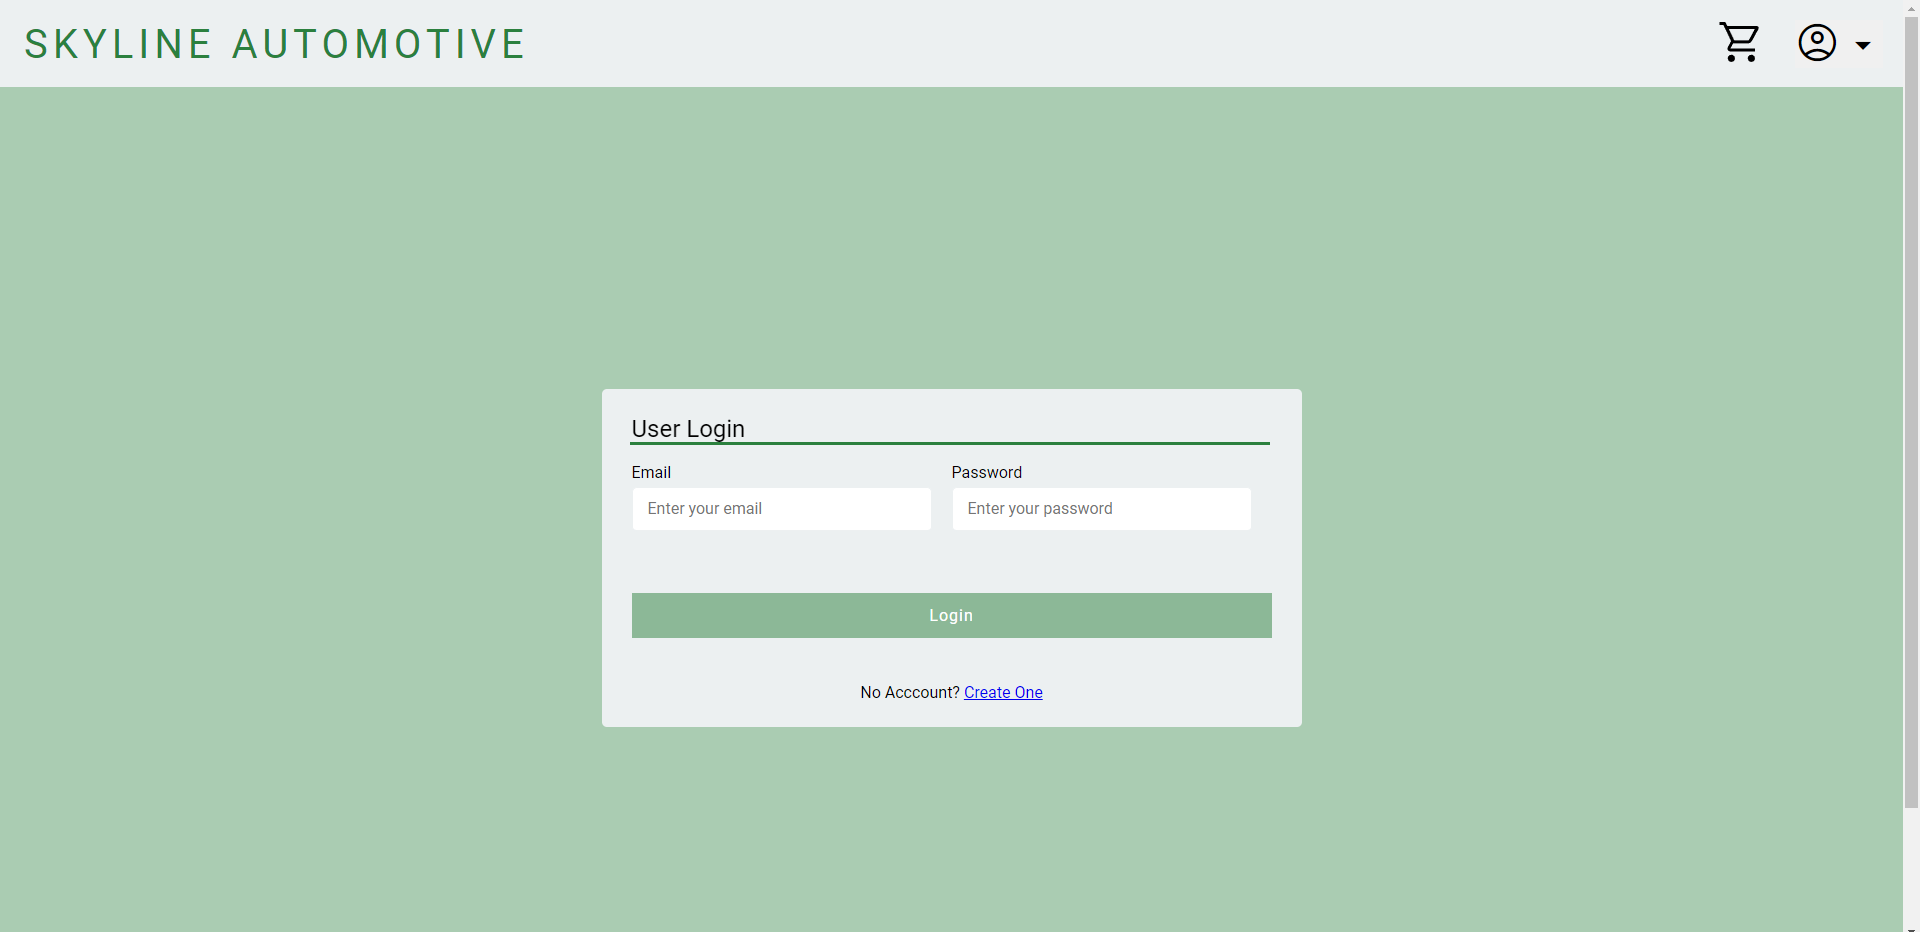 SKYLINE AUTOMOTIVE
User Login
Email Password
Enter your email Enter your password
Login
No Acccount? Create One